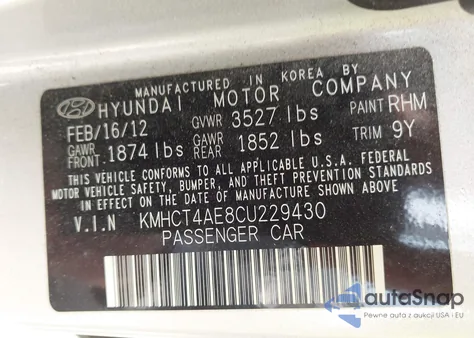 MANUFACTURED IN KOREA BY
HYUNDAI MOTOR COMPANY
FEB/16/12 GVWR 3527 lbs PAINT RHM
GAWR FRONT 1874 lbs GAWR REAR 1852 lbs TRIM 9Y
THIS VEHICLE CONFORMS TO ALL APPLICABLE U.S.A. FEDERAL
MOTOR VEHICLE SAFETY, BUMPER, AND THEFT PREVENTION
STANDARDS IN EFFECT ON THE DATE OF MANUFACTURE SHOWN ABOVE.
V.I.N KMHCT4AE8CU229430
PASSENGER CAR
autaSnap
Pewne auta z aukcji USA i EU